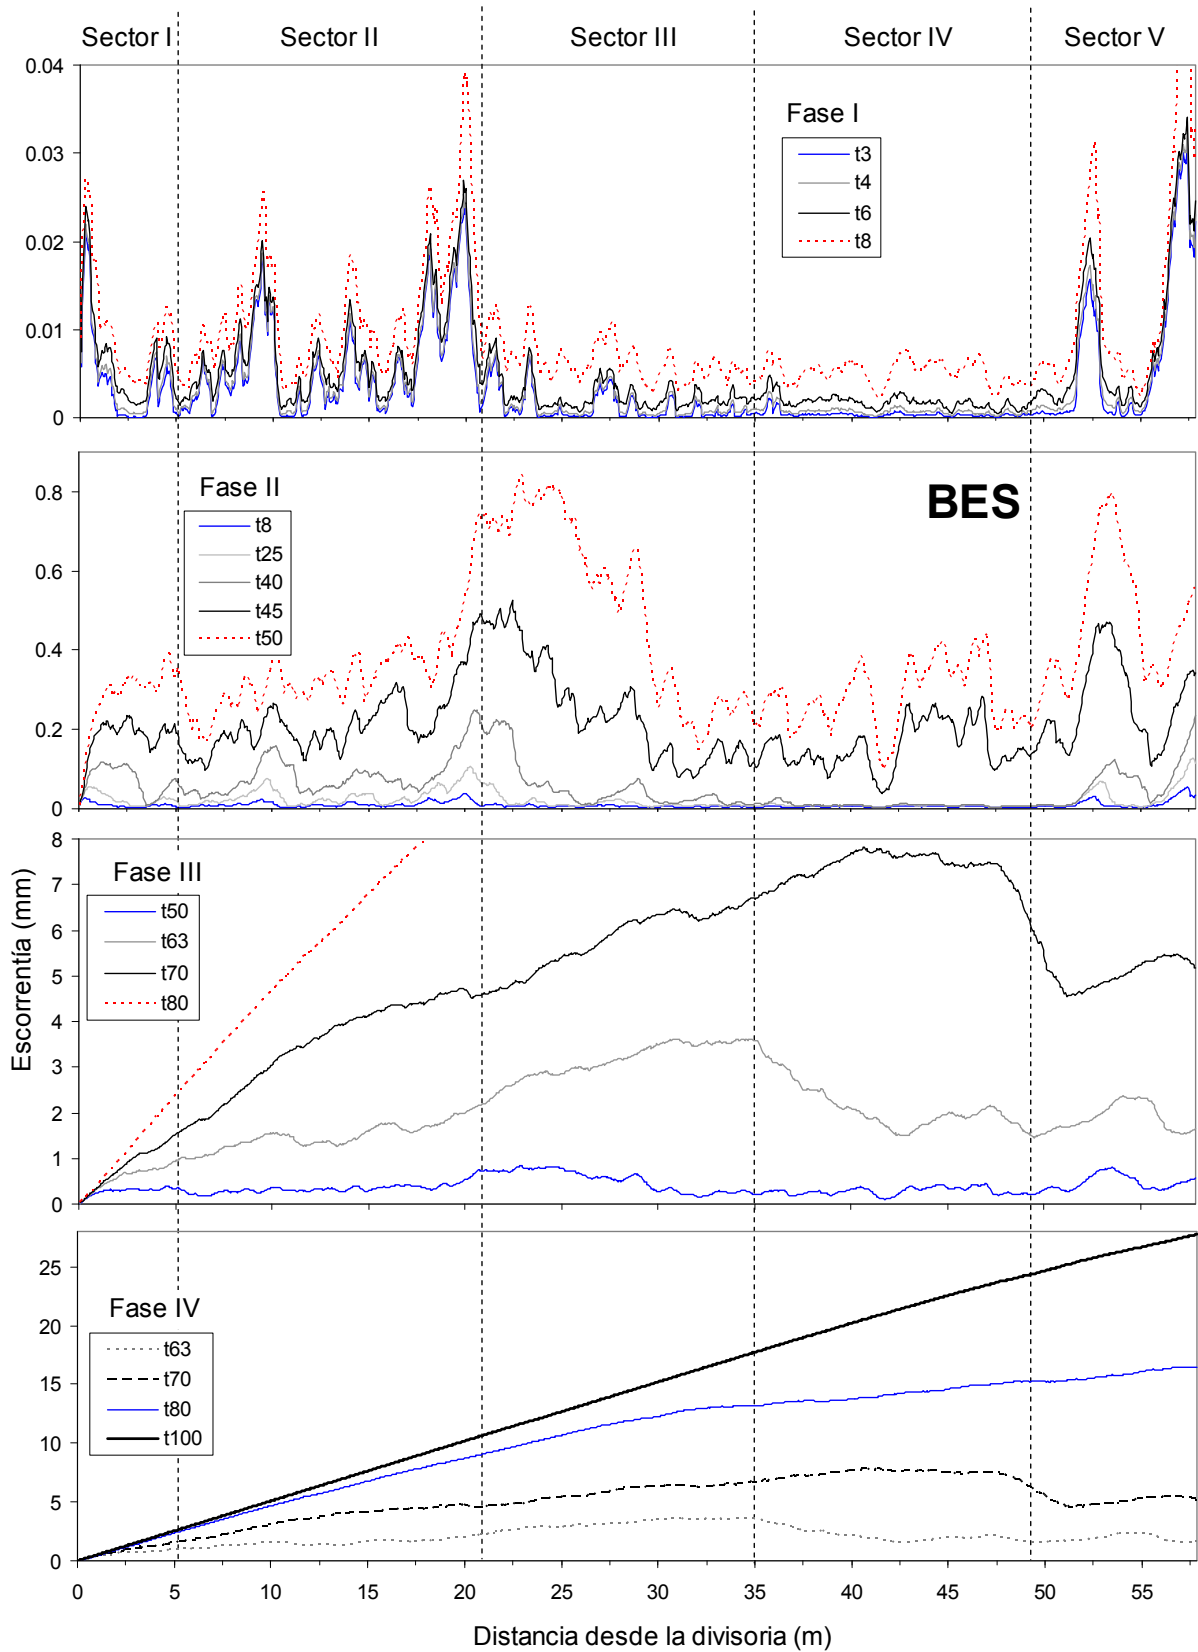 Sector I Sector II Sector III Sector IV Sector V
0.04
0.03
0.02
0.01
0
Fase I
t3
t4
t6
t8
0.8
0.6
0.4
0.2
0
Fase II
t8
t25
t40
t45
t50
BES
8
7
6
5
4
3
2
1
0
Fase III
t50
t63
t70
t80
Escorrentía (mm)
25
20
15
10
5
0
Fase IV
t63
t70
t80
t100
0 5 10 15 20 25 30 35 40 45 50 55
Distancia desde la divisoria (m)